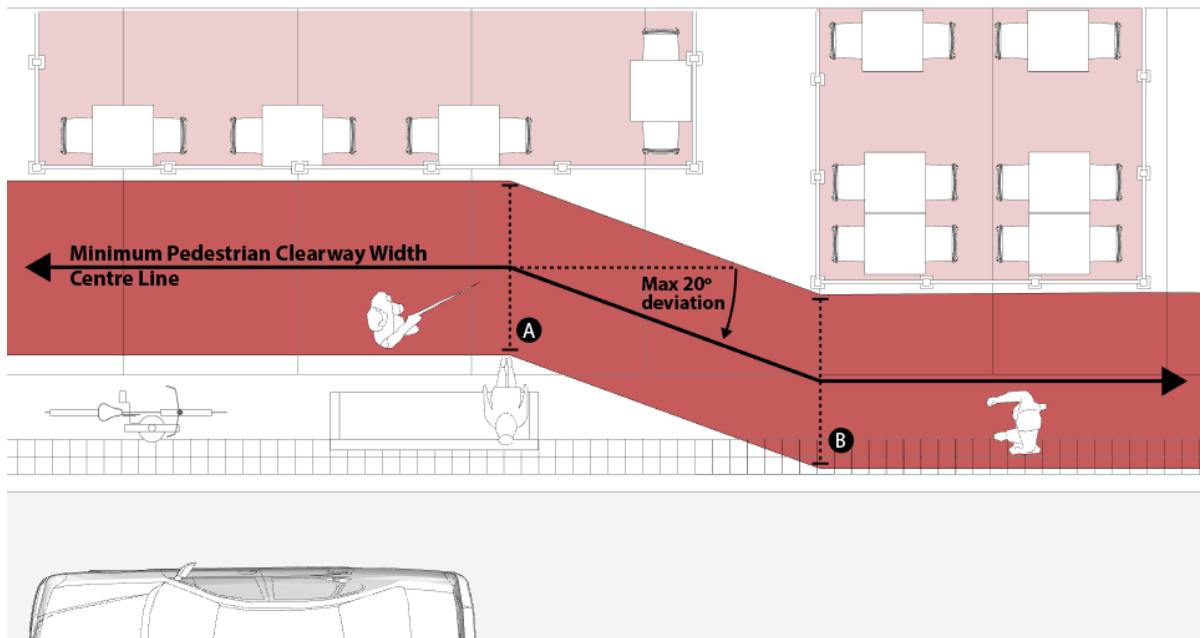 Minimum Pedestrian Clearway Width
Centre Line
Max 20º
deviation
A
B